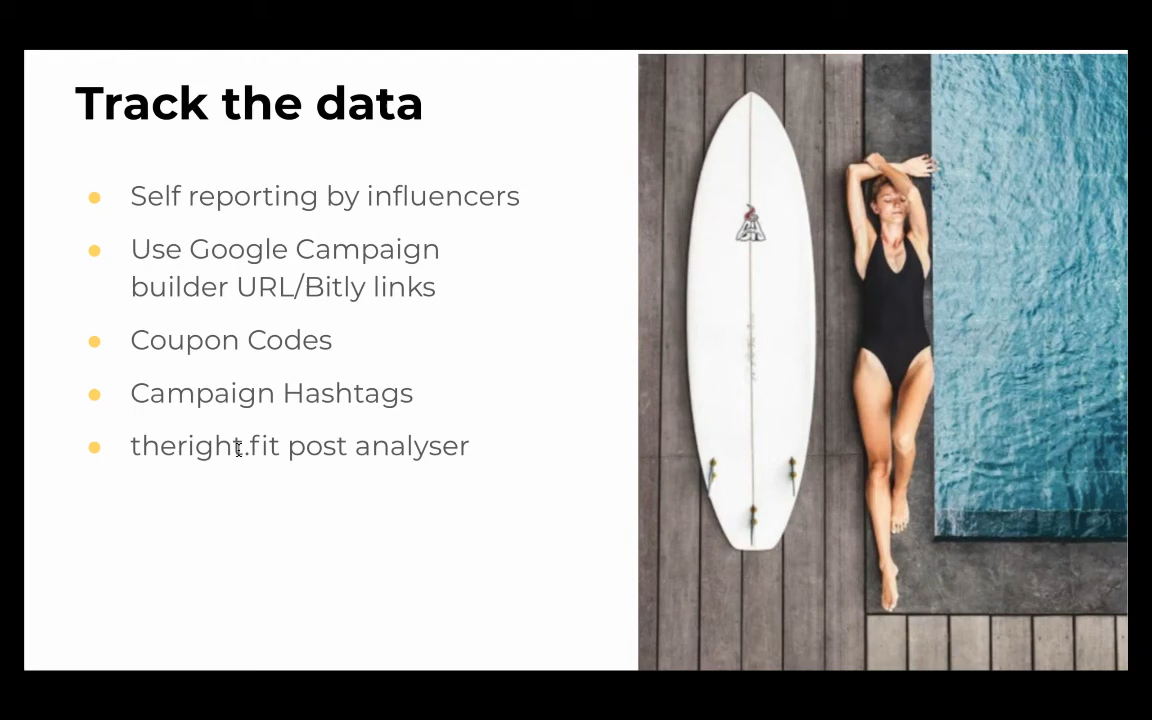 Track the data
Self reporting by influencers
Use Google Campaign
builder URL/Bitly links
Coupon Codes
Campaign Hashtags
theright.fit post analyser